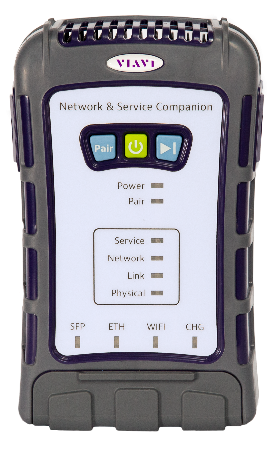 VIAVI
Network & Service Companion
Pair
Power
Pair
Service
Network
Link
Physical
SFP ETH WIFI CHG